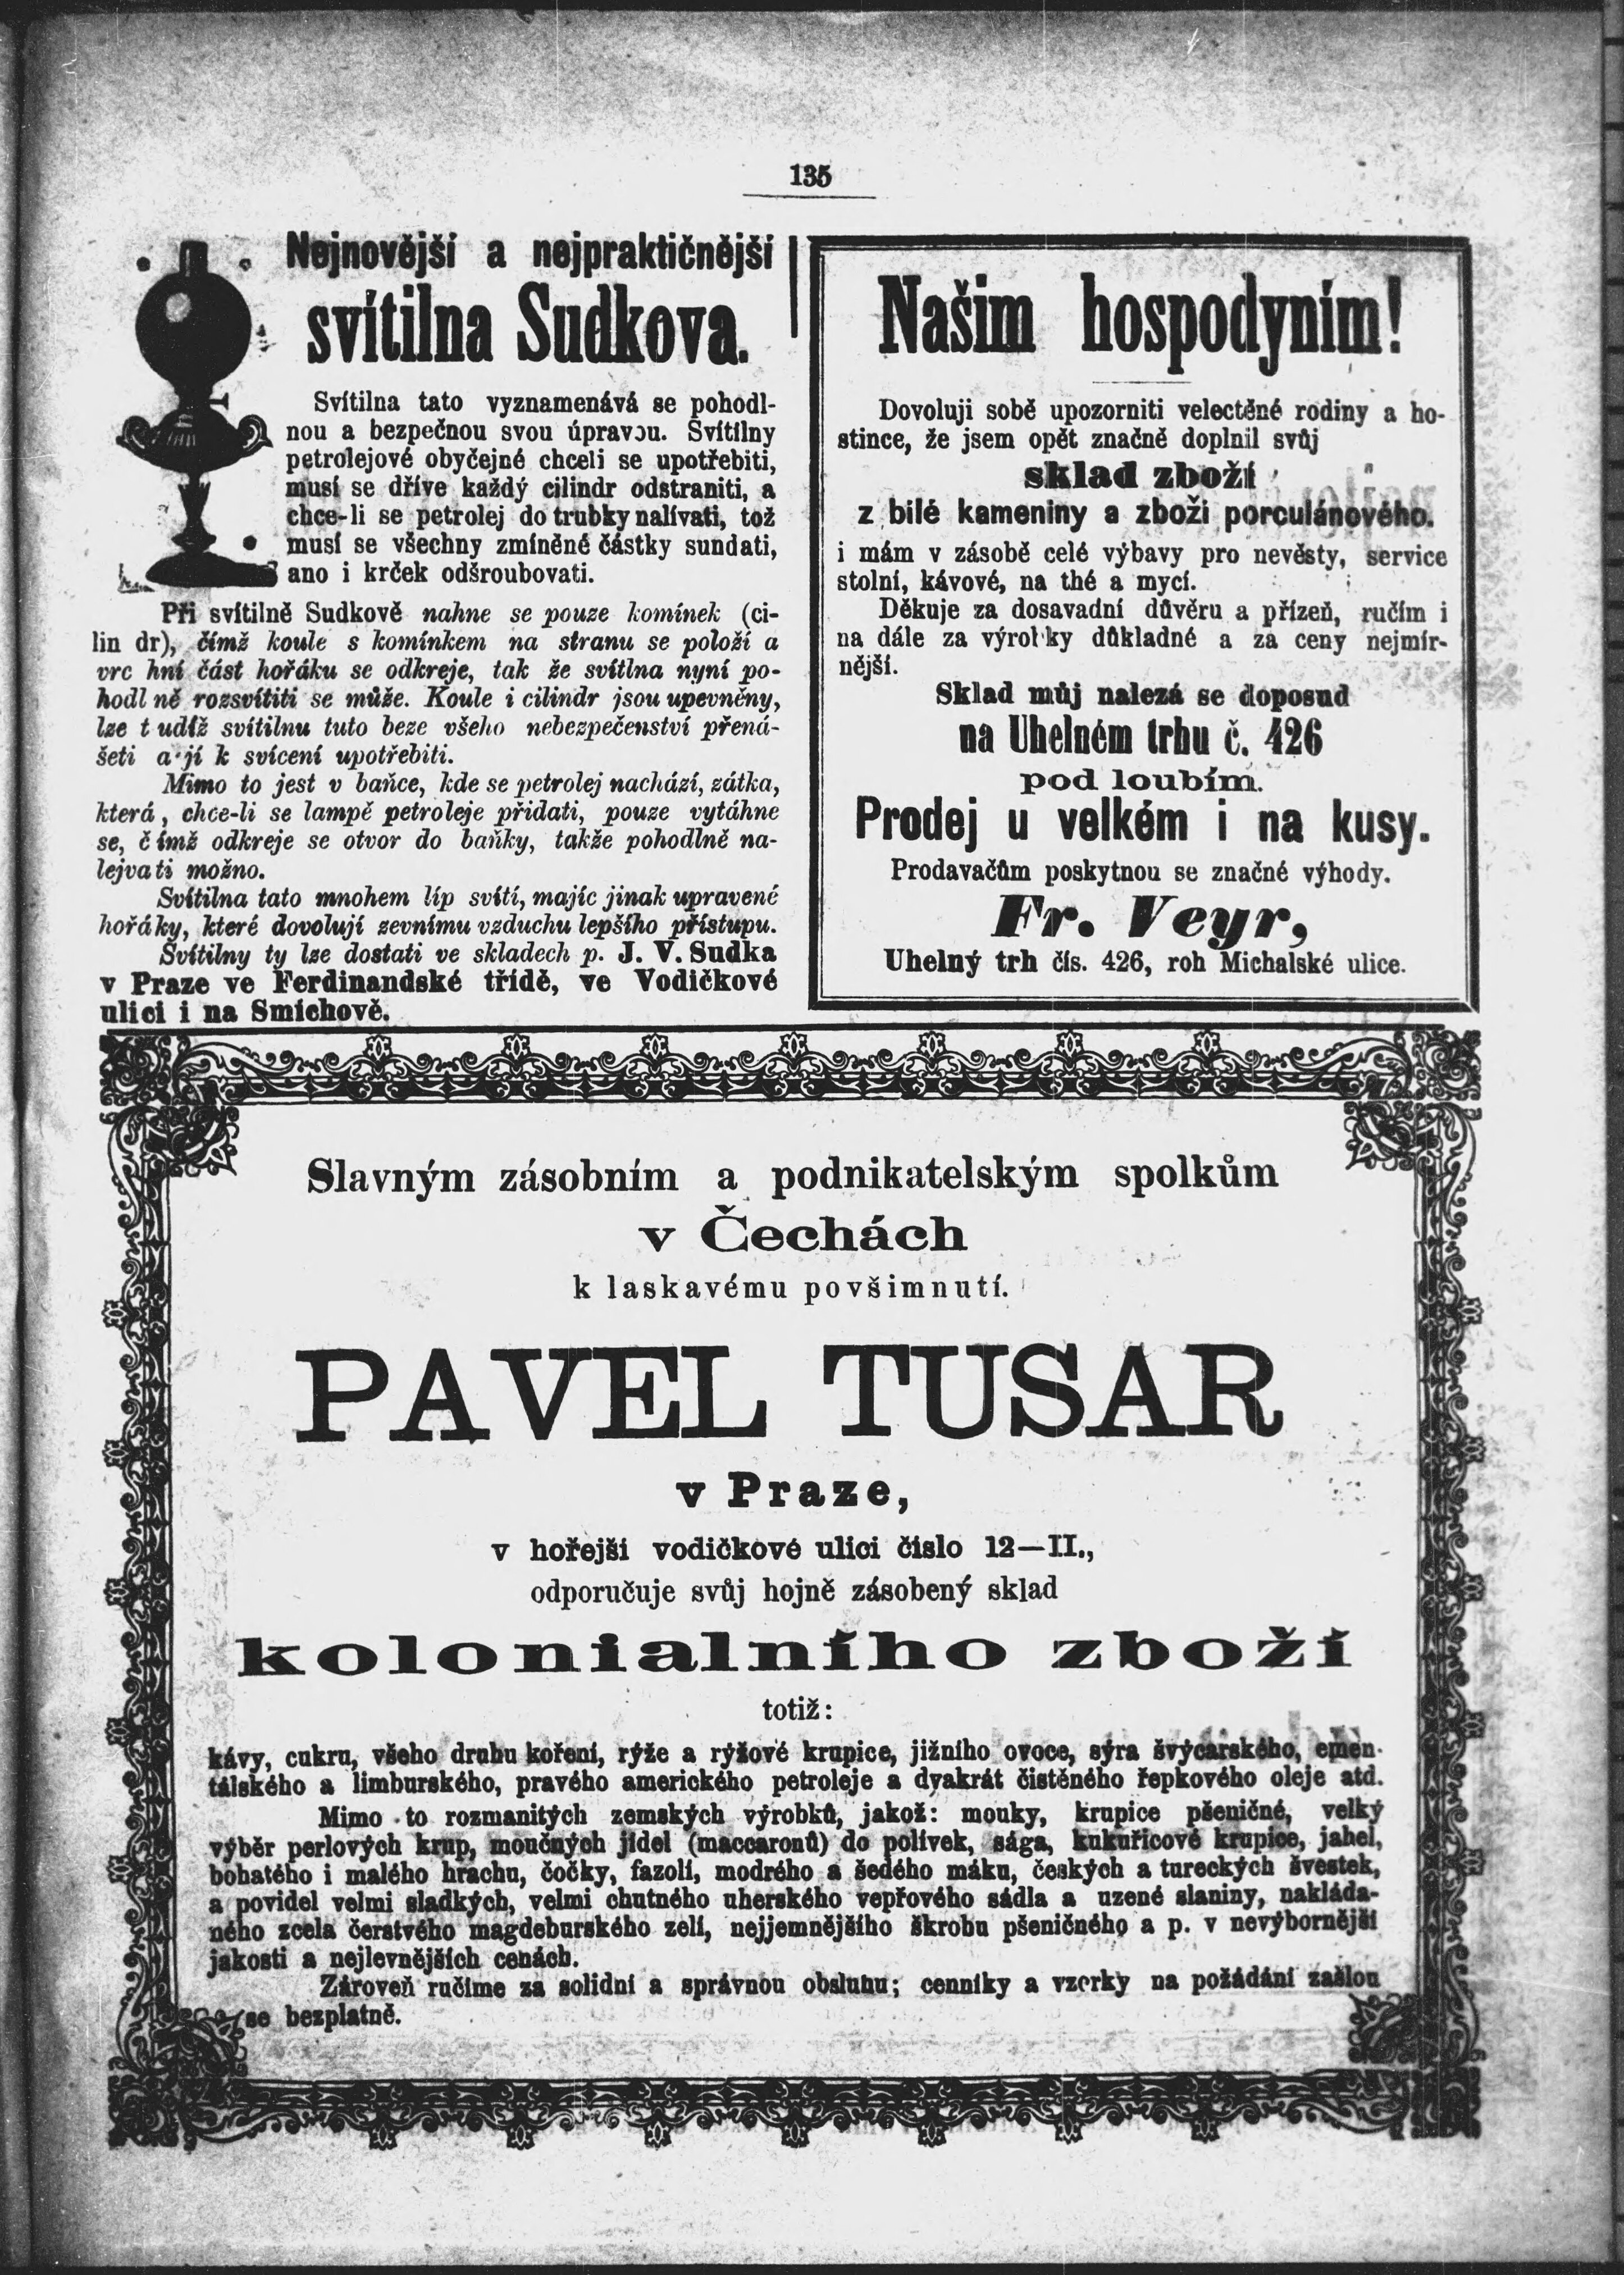 135
Nejnovější a nejpraktičnější
svítilna Sudkova.
Svítilna tato vyznamenává se pohodl-
nou a bezpečnou svou úpravou. Svítilny
petrolejové obyčejné chceli se upotřebiti,
musí se dříve každý cilindr odstraniti, a
chce-li se petrolej do trubky nalívati, tož
musí se všechny zmíněné částky sundati,
ano i krček odšroubovati.
Při svítilně Sudkově nahne se pouze komínek (ci-
lin dr), čímž koule s komínkem na stranu se položí a
vrc hní část hořáku se odkreje, tak že svítlna nyní po-
hodl ně rozsvítiti se může. Koule i cilindr jsou upevněny,
lze t udíž svítilnu tuto beze všeho nebezpečenství přená-
šeti a jí k svícení upotřebiti.
Mimo to jest v baňce, kde se petrolej nachází, zátka,
která, chce-li se lampě petroleje přidati, pouze vytáhne
se, č ímž odkreje se otvor do baňky, takže pohodlně na-
lejva ti možno.
Svítilna tato mnohem líp svítí, majíc jinak upravené
hořáky, které dovolují zevnímu vzduchu lepšího přístupu.
Svítilny ty lze dostati ve skladech p. J. V. Sudka
v Praze ve Ferdinandské třídě, ve Vodičkové
ulici i na Smíchově.
Našim hospodyním!
Dovoluji sobě upozorniti velectěné rodiny a ho-
stince, že jsem opět značně doplnil svůj
sklad zboží
z bílé kameniny a zboží porculánového.
i mám v zásobě celé výbavy pro nevěsty, service
stolní, kávové, na thé a mycí.
Děkuje za dosavadní důvěru a přízeň, ručím i
na dále za výrobky důkladné a za ceny nejmír-
nější.
Sklad můj nalezá se doposud
na Uhelném trhu č. 426
pod loubím.
Prodej u velkém i na kusy.
Prodavačům poskytnou se značné výhody.
Fr. Veyr,
Uhelný trh čís. 426, roh Michalské ulice.
Slavným zásobním a podnikatelským spolkům
v Čechách
k laskavému povšimnutí.
PAVEL TUSAR
v Praze,
v hořejší vodičkové ulici číslo 12—II.,
odporučuje svůj hojně zásobený sklad
kolonialního zboží
totiž:
kávy, cukru, všeho druhu koření, rýže a rýžové krupice, jižního ovoce, sýra švýcarského, emen-
tálského a limburského, pravého amerického petroleje a dvakrát čistěného řepkového oleje atd.
Mimo to rozmanitých zemských výrobků, jakož: mouky, krupice pšeničné, velký
výběr perlových krup, moučných jídel (maccaronů) do polívek, sága, kukuřicové krupice, jahel,
bohatého i malého hrachu, čočky, fazolí, modrého a šedého máku, českých a tureckých švestek,
a povidel velmi sladkých, velmi chutného uherského vepřového sádla a uzené slaniny, nakláda-
ného zcela čerstvého magdeburského zelí, nejjemnějšího škrobu pšeničného a p. v nevýbornější
jakosti a nejlevnějších cenách.
Zároveň ručíme za solidní a správnou obsluhu; cenníky a vzorky na požádání zašlou
se bezplatně.